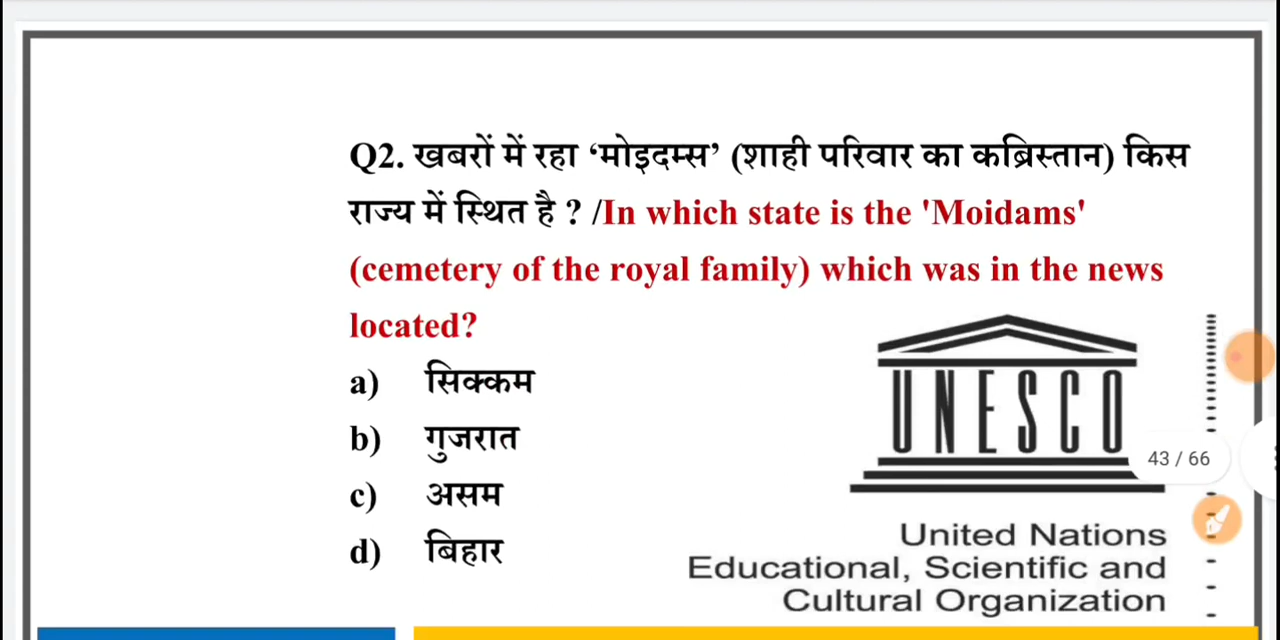 Q2. खबरों में रहा ‘मोइदम्स’ (शाही परिवार का कब्रिस्तान) किस
राज्य में स्थित है ? /In which state is the 'Moidams'
(cemetery of the royal family) which was in the news
located?
a) सिक्कम
b) गुजरात
c) असम
d) बिहार
UNESCO
43 / 66
United Nations
Educational, Scientific and
Cultural Organization